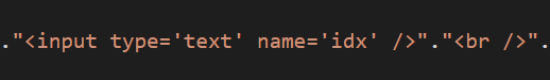 ."<input type='text' name='idx' />"."<br />".